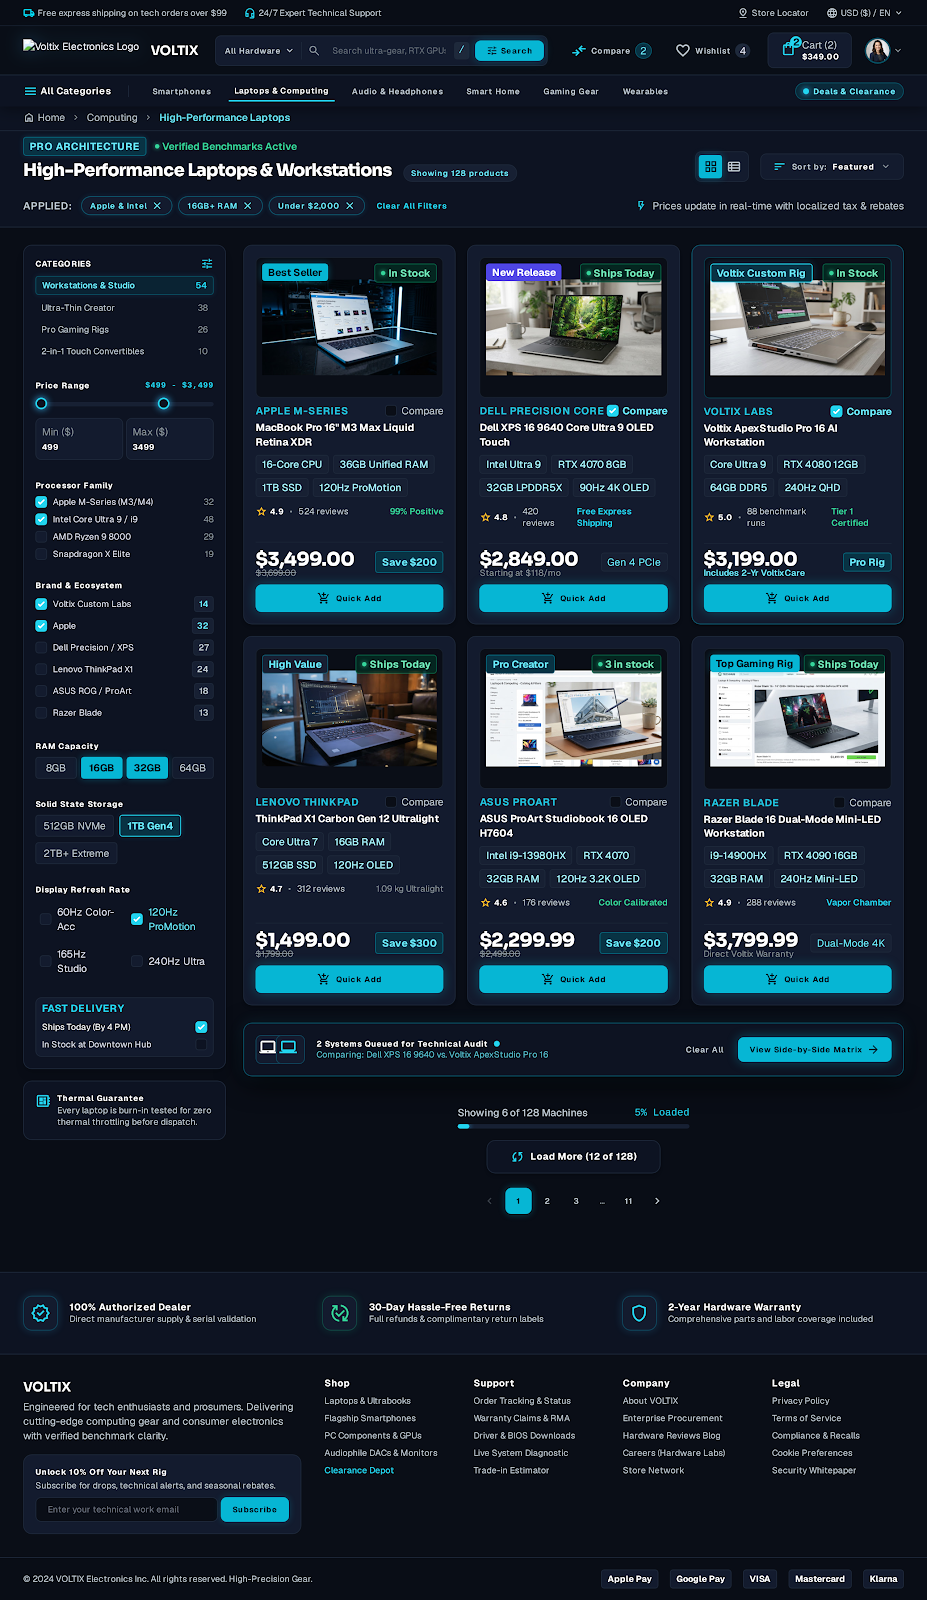 Free express shipping on tech orders over $99
24/7 Expert Technical Support
Store Locator
USD ($) / EN
Voltix Electronics Logo
VOLTIX
All Hardware
Search ultra-gear, RTX GPUs
/
Search
Compare 2
Wishlist 4
2
Cart (2)
$349.00
All Categories
Smartphones
Laptops & Computing
Audio & Headphones
Smart Home
Gaming Gear
Wearables
Deals & Clearance
Home
Computing
High-Performance Laptops
PRO ARCHITECTURE
Verified Benchmarks Active
High-Performance Laptops & Workstations
Showing 128 products
Sort by: Featured
APPLIED:
Apple & Intel
16GB+ RAM
Under $2,000
Clear All Filters
Prices update in real-time with localized tax & rebates
CATEGORIES
Workstations & Studio 54
Ultra-Thin Creator 38
Pro Gaming Rigs 26
2-in-1 Touch Convertibles 10
Price Range $499 - $3,499
Min ($)
499
Max ($)
3499
Processor Family
Apple M-Series (M3/M4) 32
Intel Core Ultra 9 / i9 48
AMD Ryzen 9 8000 29
Snapdragon X Elite 19
Brand & Ecosystem
Voltix Custom Labs 14
Apple 32
Dell Precision / XPS 27
Lenovo ThinkPad X1 24
ASUS ROG / ProArt 18
Razer Blade 13
RAM Capacity
8GB 16GB 32GB 64GB
Solid State Storage
512GB NVMe 1TB Gen4
2TB+ Extreme
Display Refresh Rate
60Hz Color-
Acc
120Hz
ProMotion
165Hz
Studio
240Hz Ultra
FAST DELIVERY
Ships Today (By 4 PM)
In Stock at Downtown Hub
Thermal Guarantee
Every laptop is burn-in tested for zero
thermal throttling before dispatch.
Best Seller
In Stock
APPLE M-SERIES
Compare
MacBook Pro 16" M3 Max Liquid
Retina XDR
16-Core CPU 36GB Unified RAM
1TB SSD 120Hz ProMotion
4.9 • 524 reviews 99% Positive
$3,499.00
$3,699.00
Save $200
Quick Add
New Release
Ships Today
DELL PRECISION CORE
Compare
Dell XPS 16 9640 Core Ultra 9 OLED
Touch
Intel Ultra 9 RTX 4070 8GB
32GB LPDDR5X 90Hz 4K OLED
4.8 • 420
reviews
Free Express
Shipping
$2,849.00
Starting at $118/mo
Gen 4 PCIe
Quick Add
Voltix Custom Rig
In Stock
VOLTIX LABS
Compare
Voltix ApexStudio Pro 16 AI
Workstation
Core Ultra 9 RTX 4080 12GB
64GB DDR5 240Hz QHD
5.0 • 88 benchmark
runs
Tier 1
Certified
$3,199.00
Includes 2-Yr VoltixCare
Pro Rig
Quick Add
High Value
Ships Today
LENOVO THINKPAD
Compare
ThinkPad X1 Carbon Gen 12 Ultralight
Core Ultra 7 16GB RAM
512GB SSD 120Hz OLED
4.7 • 312 reviews 1.09 kg Ultralight
$1,499.00
$1,799.00
Save $300
Quick Add
Pro Creator
3 in stock
ASUS PROART
Compare
ASUS ProArt Studiobook 16 OLED
H7604
Intel i9-13980HX RTX 4070
32GB RAM 120Hz 3.2K OLED
4.6 • 176 reviews Color Calibrated
$2,299.99
$2,499.00
Save $200
Quick Add
Top Gaming Rig
Ships Today
RAZER BLADE
Compare
Razer Blade 16 Dual-Mode Mini-LED
Workstation
i9-14900HX RTX 4090 16GB
32GB RAM 240Hz Mini-LED
4.9 • 288 reviews Vapor Chamber
$3,799.99
Direct Voltix Warranty
Dual-Mode 4K
Quick Add
2 Systems Queued for Technical Audit
Comparing: Dell XPS 16 9640 vs. Voltix ApexStudio Pro 16
Clear All
View Side-by-Side Matrix
Showing 6 of 128 Machines 5% Loaded
Load More (12 of 128)
1 2 3 ... 11
100% Authorized Dealer
Direct manufacturer supply & serial validation
30-Day Hassle-Free Returns
Full refunds & complimentary return labels
2-Year Hardware Warranty
Comprehensive parts and labor coverage included
VOLTIX
Engineered for tech enthusiasts and prosumers. Delivering
cutting-edge computing gear and consumer electronics
with verified benchmark clarity.
Unlock 10% Off Your Next Rig
Subscribe for drops, technical alerts, and seasonal rebates.
Enter your technical work email
Subscribe
Shop
Laptops & Ultrabooks
Flagship Smartphones
PC Components & GPUs
Audiophile DACs & Monitors
Clearance Depot
Support
Order Tracking & Status
Warranty Claims & RMA
Driver & BIOS Downloads
Live System Diagnostic
Trade-in Estimator
Company
About VOLTIX
Enterprise Procurement
Hardware Reviews Blog
Careers (Hardware Labs)
Store Network
Legal
Privacy Policy
Terms of Service
Compliance & Recalls
Cookie Preferences
Security Whitepaper
© 2024 VOLTIX Electronics Inc. All rights reserved. High-Precision Gear.
Apple Pay
Google Pay
VISA
Mastercard
Klarna